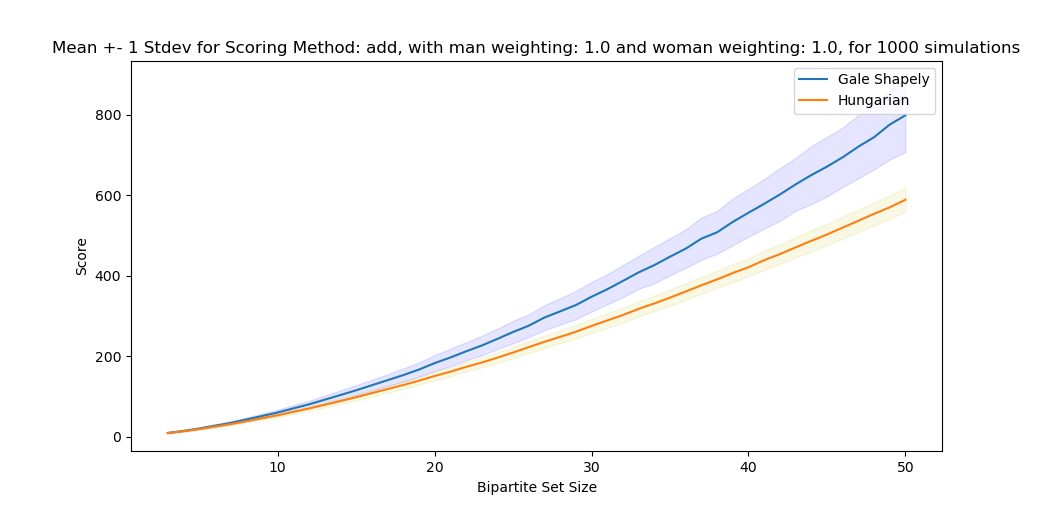 Mean +- 1 Stdev for Scoring Method: add, with man weighting: 1.0 and woman weighting: 1.0, for 1000 simulations
Gale Shapely
Hungarian
800
600
400
200
0
Score
10 20 30 40 50
Bipartite Set Size